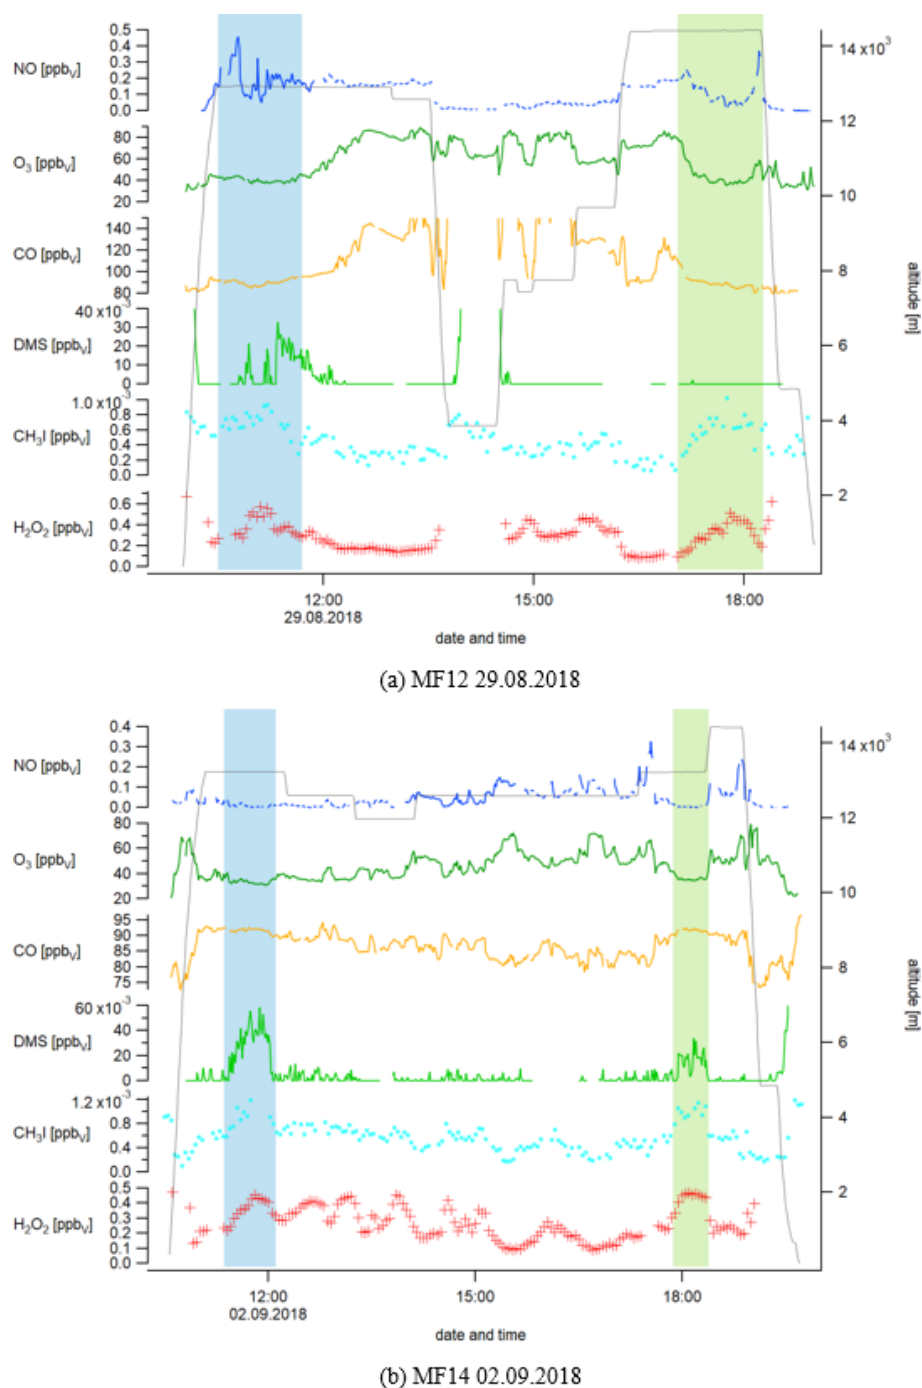 NO [ppbV]
0.5
0.4
0.3
0.2
0.1
0.0
O3 [ppbV]
80
60
40
20
CO [ppbV]
140
120
100
80
DMS [ppbV]
40 x10-3
30
20
10
0
CH3I [ppbV]
1.0 x10-3
0.8
0.6
0.4
0.2
0.0
H2O2 [ppbV]
0.6
0.4
0.2
0.0
14 x103
12
10
8
6
4
2
altitude [m]
12:00 15:00 18:00
29.08.2018
date and time
(a) MF12 29.08.2018
NO [ppbV]
0.4
0.3
0.2
0.1
0.0
O3 [ppbV]
80
60
40
20
CO [ppbV]
95
90
85
80
75
DMS [ppbV]
60 x10-3
40
20
0
CH3I [ppbV]
1.2 x10-3
0.8
0.4
0.0
H2O2 [ppbV]
0.5
0.4
0.3
0.2
0.1
0.0
14 x103
12
10
8
6
4
2
altitude [m]
12:00 15:00 18:00
02.09.2018
date and time
(b) MF14 02.09.2018